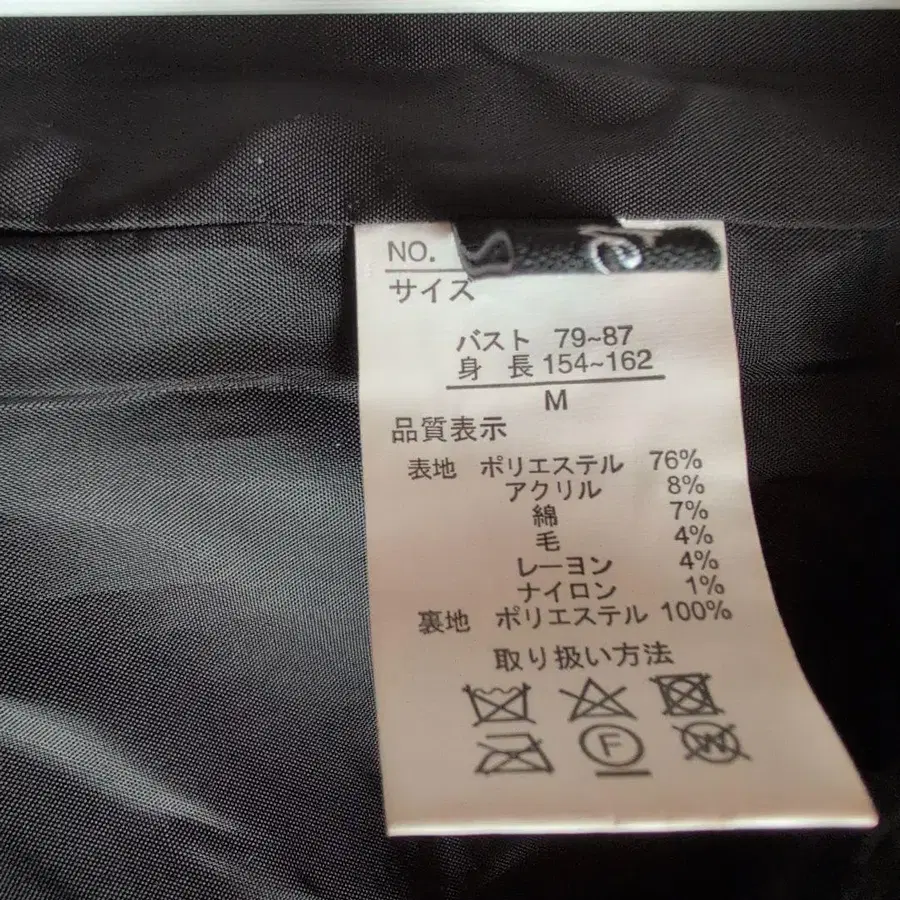 NO.
サイズ
バスト 79~87
身 長 154~162
M
品質表示
表地 ポリエステル 76%
アクリル 8%
綿 7%
毛 4%
レーヨン 4%
ナイロン 1%
裏地 ポリエステル 100%
取り扱い方法
F W